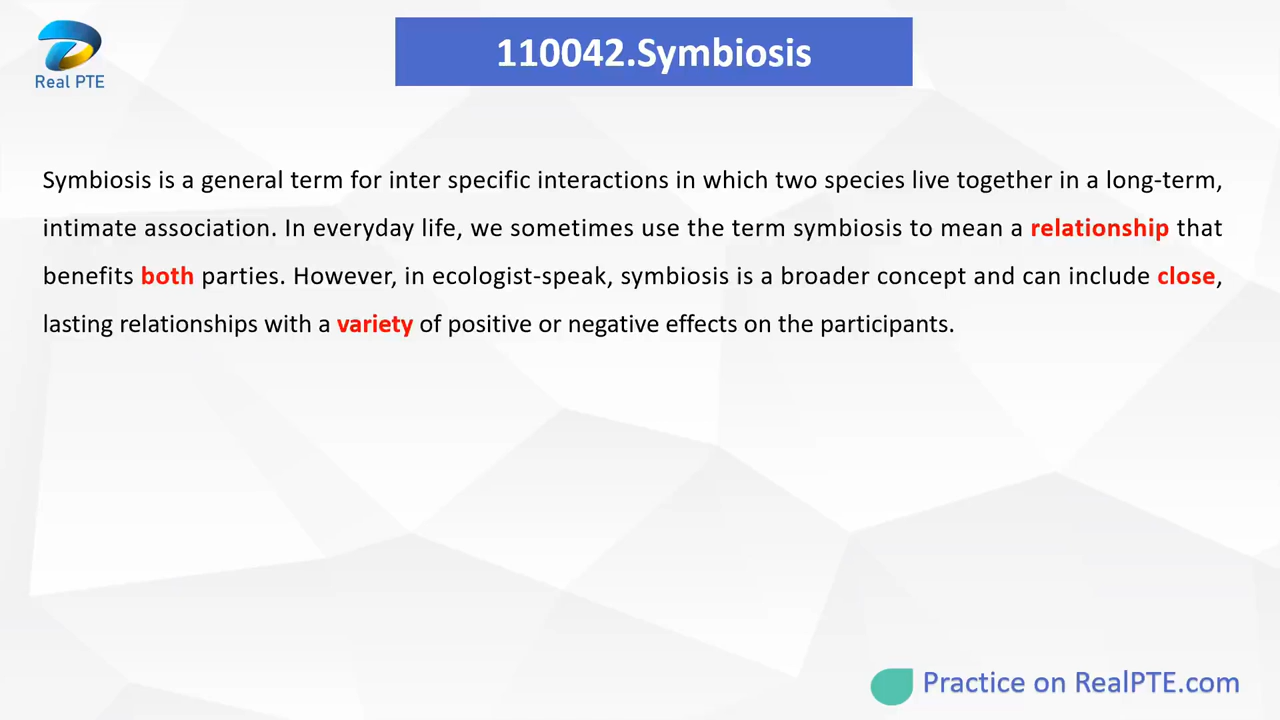 110042.Symbiosis
Real PTE
Symbiosis is a general term for inter specific interactions in which two species live together in a long-term,
intimate association. In everyday life, we sometimes use the term symbiosis to mean a relationship that
benefits both parties. However, in ecologist-speak, symbiosis is a broader concept and can include close,
lasting relationships with a variety of positive or negative effects on the participants.
Practice on RealPTE.com